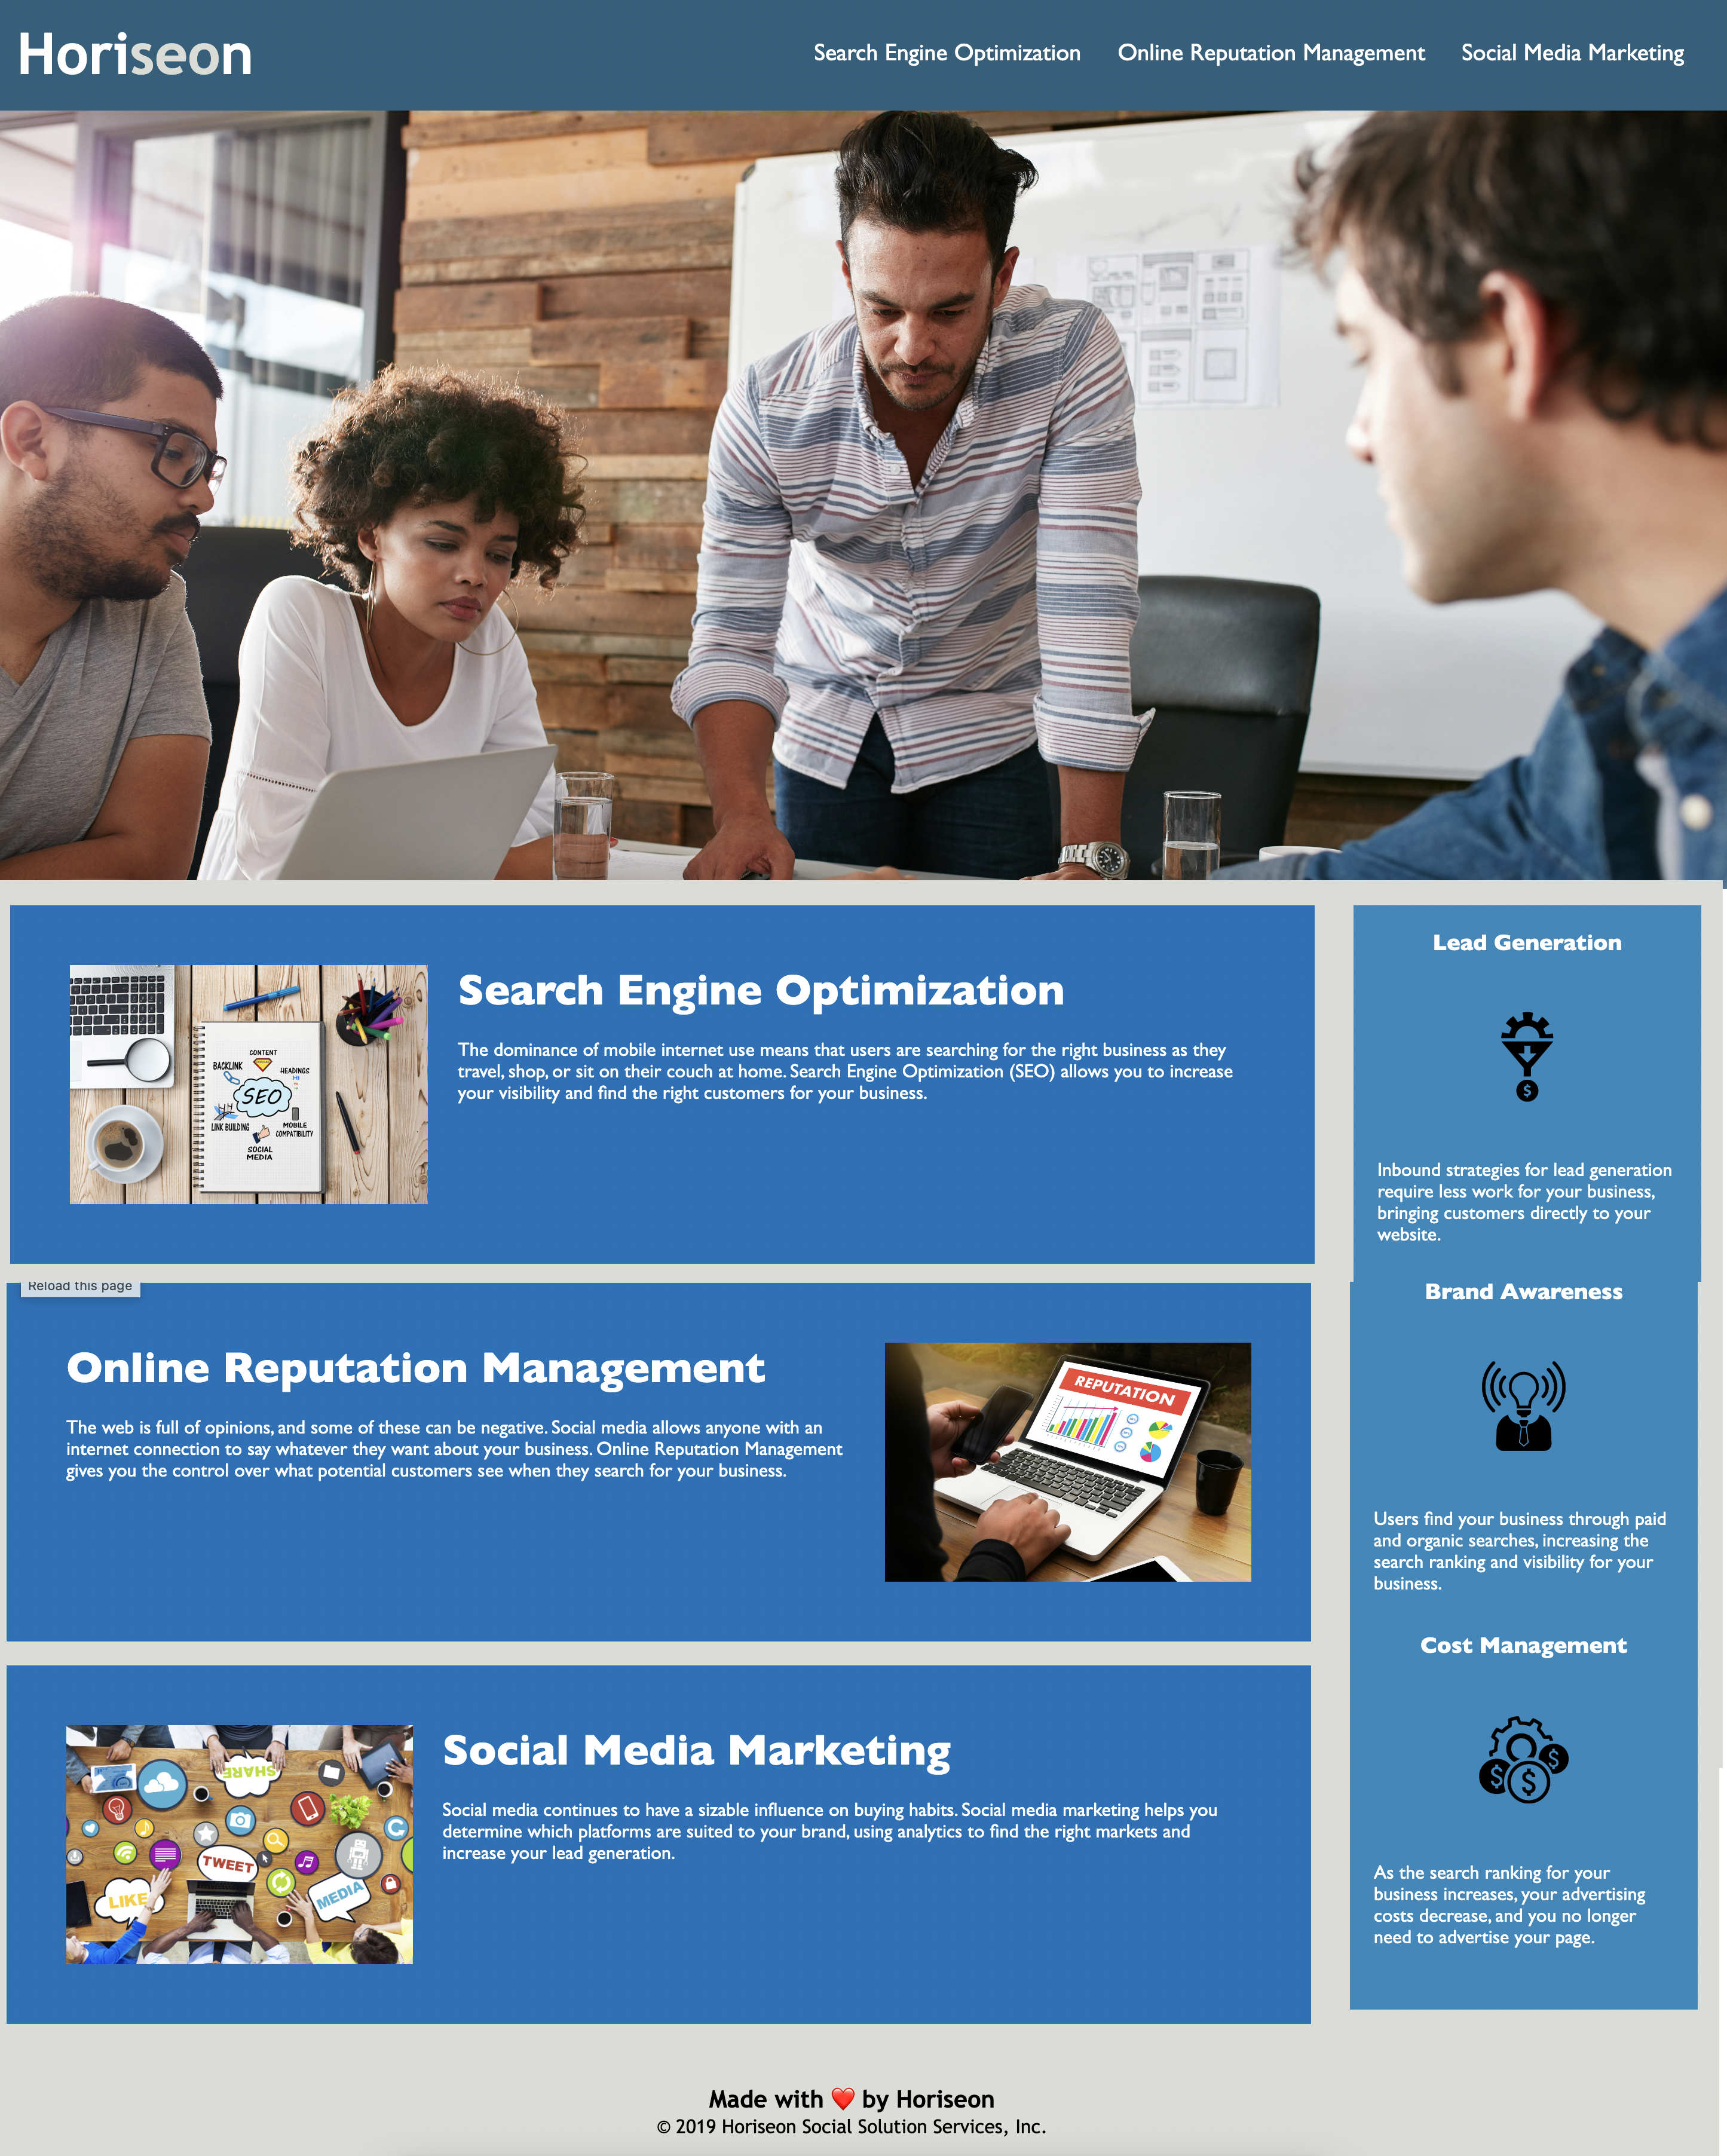 Horiseon
Search Engine Optimization Online Reputation Management Social Media Marketing
CONTENT
BACKLINK
HEADINGS
SEO
LINK BUILDING
MOBILE
COMPATIBILITY
SOCIAL
MEDIA
Search Engine Optimization
The dominance of mobile internet use means that users are searching for the right business as they
travel, shop, or sit on their couch at home. Search Engine Optimization (SEO) allows you to increase
your visibility and find the right customers for your business.
Lead Generation
$
Inbound strategies for lead generation
require less work for your business,
bringing customers directly to your
website.
Reload this page
Online Reputation Management
The web is full of opinions, and some of these can be negative. Social media allows anyone with an
internet connection to say whatever they want about your business. Online Reputation Management
gives you the control over what potential customers see when they search for your business.
REPUTATION
Brand Awareness
Users find your business through paid
and organic searches, increasing the
search ranking and visibility for your
business.
SHARE
TWEET
LIKE
MEDIA
Social Media Marketing
Social media continues to have a sizable influence on buying habits. Social media marketing helps you
determine which platforms are suited to your brand, using analytics to find the right markets and
increase your lead generation.
Cost Management
$ $ $
As the search ranking for your
business increases, your advertising
costs decrease, and you no longer
need to advertise your page.
Made with ❤️ by Horiseon
© 2019 Horiseon Social Solution Services, Inc.